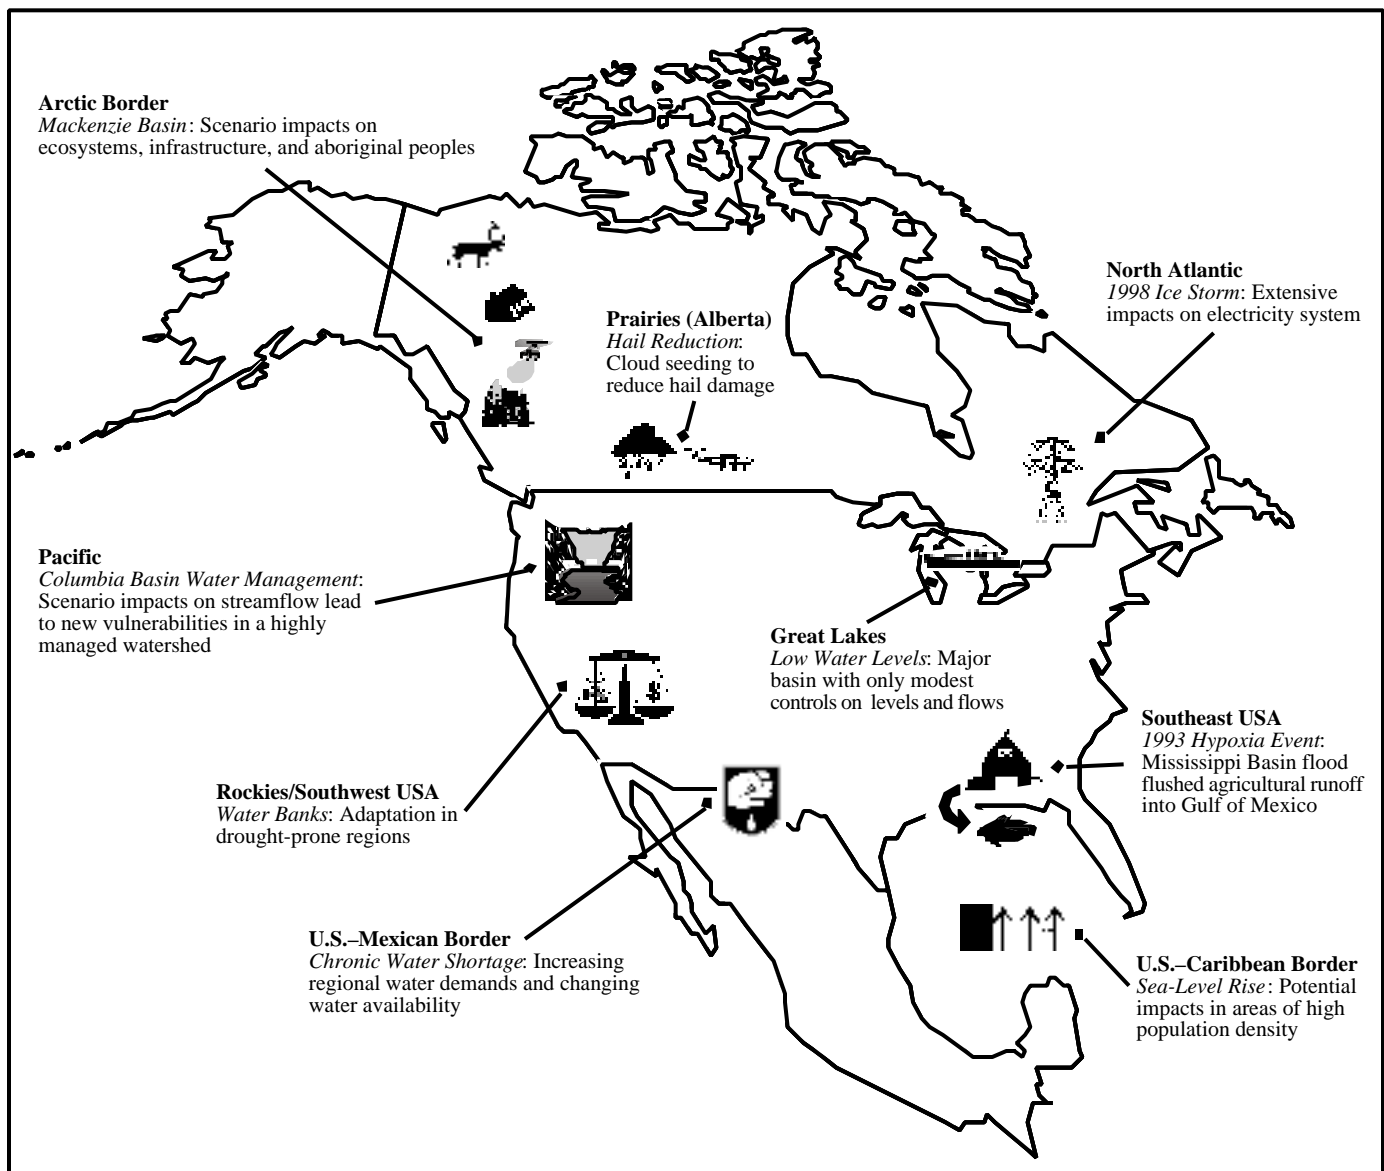 Arctic Border
Mackenzie Basin: Scenario impacts on
ecosystems, infrastructure, and aboriginal peoples
North Atlantic
1998 Ice Storm: Extensive
impacts on electricity system
Prairies (Alberta)
Hail Reduction:
Cloud seeding to
reduce hail damage
Pacific
Columbia Basin Water Management:
Scenario impacts on streamflow lead
to new vulnerabilities in a highly
managed watershed
Great Lakes
Low Water Levels: Major
basin with only modest
controls on levels and flows
Southeast USA
1993 Hypoxia Event:
Mississippi Basin flood
flushed agricultural runoff
into Gulf of Mexico
Rockies/Southwest USA
Water Banks: Adaptation in
drought-prone regions
U.S.–Mexican Border
Chronic Water Shortage: Increasing
regional water demands and changing
water availability
U.S.–Caribbean Border
Sea-Level Rise: Potential
impacts in areas of high
population density